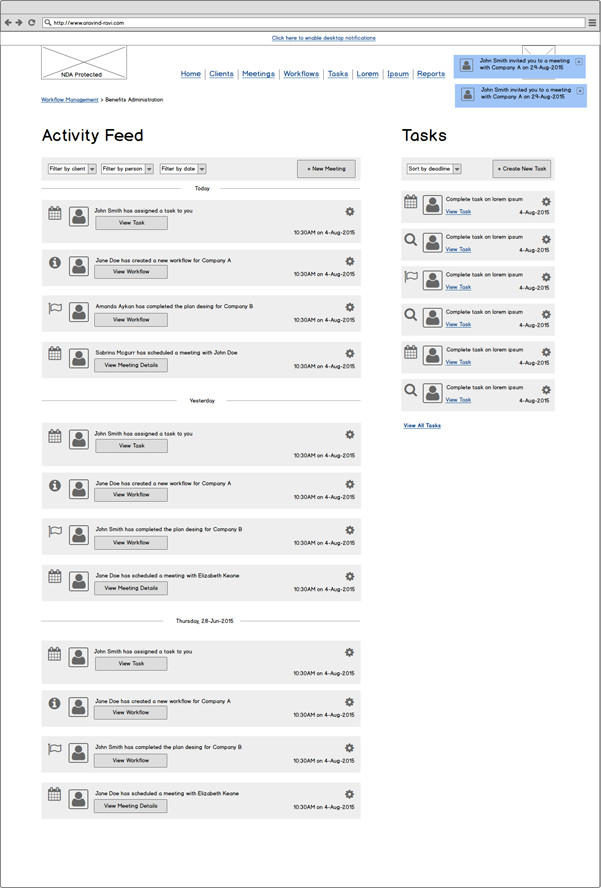 http://www.aravind-ravi.com
Click here to enable desktop notifications
NDA Protected
Home Clients Meetings Workflows Tasks Lorem Ipsum Reports
John Smith invited you to a meeting
with Company A on 29-Aug-2015
John Smith invited you to a meeting
with Company A on 29-Aug-2015
Workflow Management > Benefits Administration
Activity Feed
Filter by client Filter by person Filter by date + New Meeting
Today
John Smith has assigned a task to you
View Task
10:30AM on 4-Aug-2015
Jane Doe has created a new workflow for Company A
View Workflow
10:30AM on 4-Aug-2015
Amanda Aykan has completed the plan desing for Company B
View Workflow
10:30AM on 4-Aug-2015
Sabrina Mcgurr has scheduled a meeting with John Doe
View Meeting Details
10:30AM on 4-Aug-2015
Yesterday
John Smith has assigned a task to you
View Task
10:30AM on 4-Aug-2015
Jane Doe has created a new workflow for Company A
View Workflow
10:30AM on 4-Aug-2015
John Smith has completed the plan desing for Company B
View Workflow
10:30AM on 4-Aug-2015
Jane Doe has scheduled a meeting with Elizabeth Keane
View Meeting Details
10:30AM on 4-Aug-2015
Thursday, 28-Jun-2015
John Smith has assigned a task to you
View Task
10:30AM on 4-Aug-2015
Jane Doe has created a new workflow for Company A
View Workflow
10:30AM on 4-Aug-2015
John Smith has completed the plan desing for Company B
View Workflow
10:30AM on 4-Aug-2015
Jane Doe has scheduled a meeting with Elizabeth Keane
View Meeting Details
10:30AM on 4-Aug-2015
Tasks
Sort by deadline + Create New Task
Complete task on lorem ipsum
View Task 4-Aug-2015
Complete task on lorem ipsum
View Task 4-Aug-2015
Complete task on lorem ipsum
View Task 4-Aug-2015
Complete task on lorem ipsum
View Task 4-Aug-2015
Complete task on lorem ipsum
View Task 4-Aug-2015
Complete task on lorem ipsum
View Task 4-Aug-2015
View All Tasks